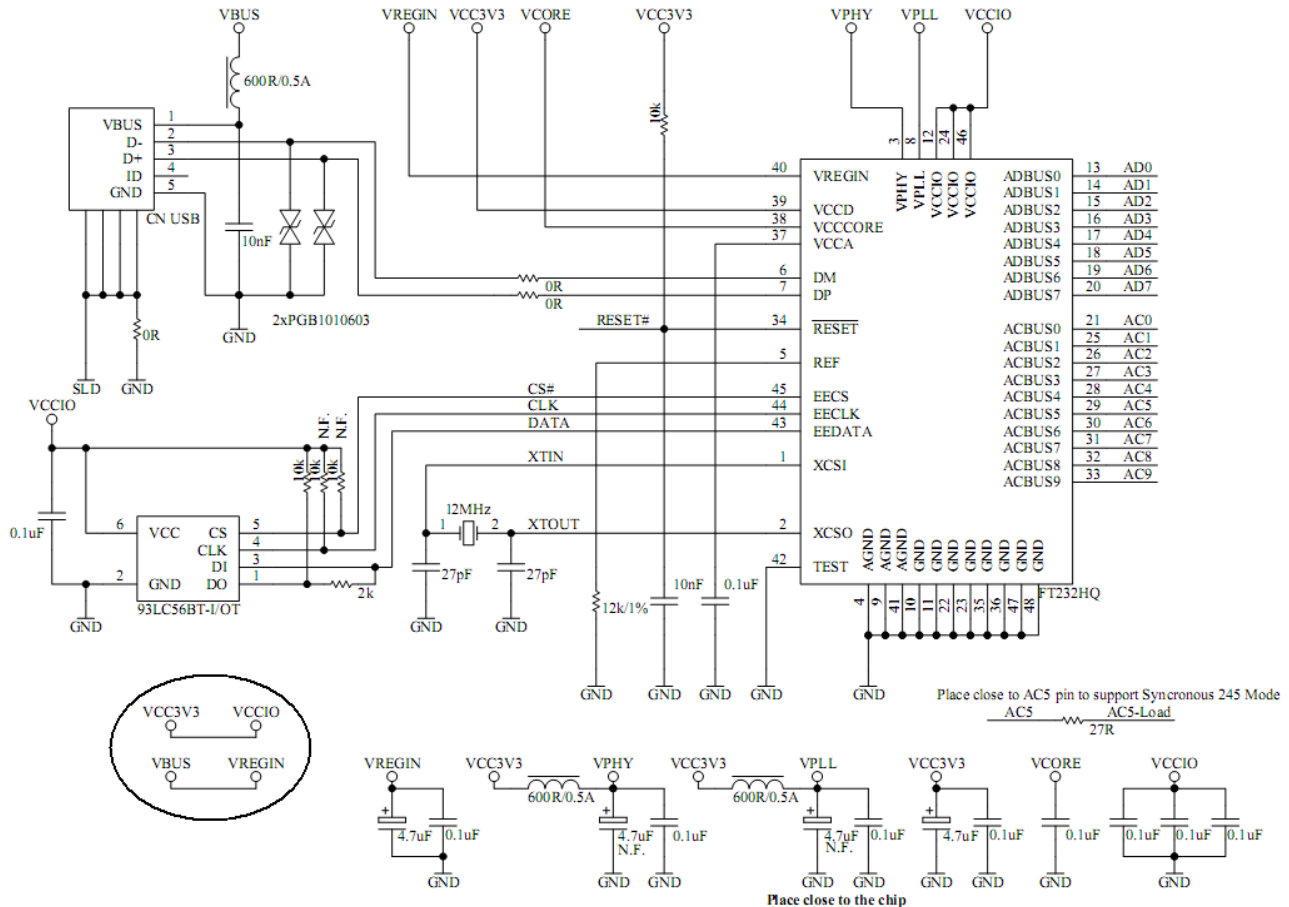 VBUS
VREGIN VCC3V3 VCORE VCC3V3 VPHY VPLL VCCIO
600R/0.5A
10k
VBUS 1
D- 2
D+ 3
ID 4
GND 5
CN USB
10nF
2xPGB1010603
GND
0R
SLD GND
3 8 12 24 46
VPHY VPLL VCCIO VCCIO VCCIO
40 VREGIN
39 VCCD
38 VCCCORE
37 VCCA
6 DM
7 DP
0R
0R
RESET# 34 RESET
5 REF
CS# 45 EECS
CLK 44 EECLK
DATA 43 EEDATA
XTIN 1 XCSI
XTOUT 2 XCSO
42 TEST
ADBUS0 13 AD0
ADBUS1 14 AD1
ADBUS2 15 AD2
ADBUS3 16 AD3
ADBUS4 17 AD4
ADBUS5 18 AD5
ADBUS6 19 AD6
ADBUS7 20 AD7
ACBUS0 21 AC0
ACBUS1 25 AC1
ACBUS2 26 AC2
ACBUS3 27 AC3
ACBUS4 28 AC4
ACBUS5 29 AC5
ACBUS6 30 AC6
ACBUS7 31 AC7
ACBUS8 32 AC8
ACBUS9 33 AC9
AGND AGND AGND GND GND GND GND GND GND GND GND
4 9 41 10 11 22 23 35 36 47 48
FT232HQ
GND
VCCIO
N.F. N.F.
10k 10k 10k
0.1uF
6 VCC CS 5
CLK 4
DI 3
2 GND DO 1
2k
93LC56BT-I/OT
GND
GND
12MHz
1 2
27pF 27pF
GND GND
12k/1%
10nF 0.1uF
GND GND GND GND
Place close to AC5 pin to support Syncronous 245 Mode
AC5 AC5-Load
27R
VCC3V3 VCCIO
VBUS VREGIN
VREGIN
+
4.7uF 0.1uF
GND
VCC3V3 VPHY
600R/0.5A
+
4.7uF 0.1uF
N.F.
GND GND
VCC3V3 VPLL
600R/0.5A
+
4.7uF 0.1uF
N.F.
GND GND
Place close to the chip
VCC3V3
+
4.7uF 0.1uF
GND GND
VCORE
0.1uF
GND
VCCIO
0.1uF 0.1uF 0.1uF
GND